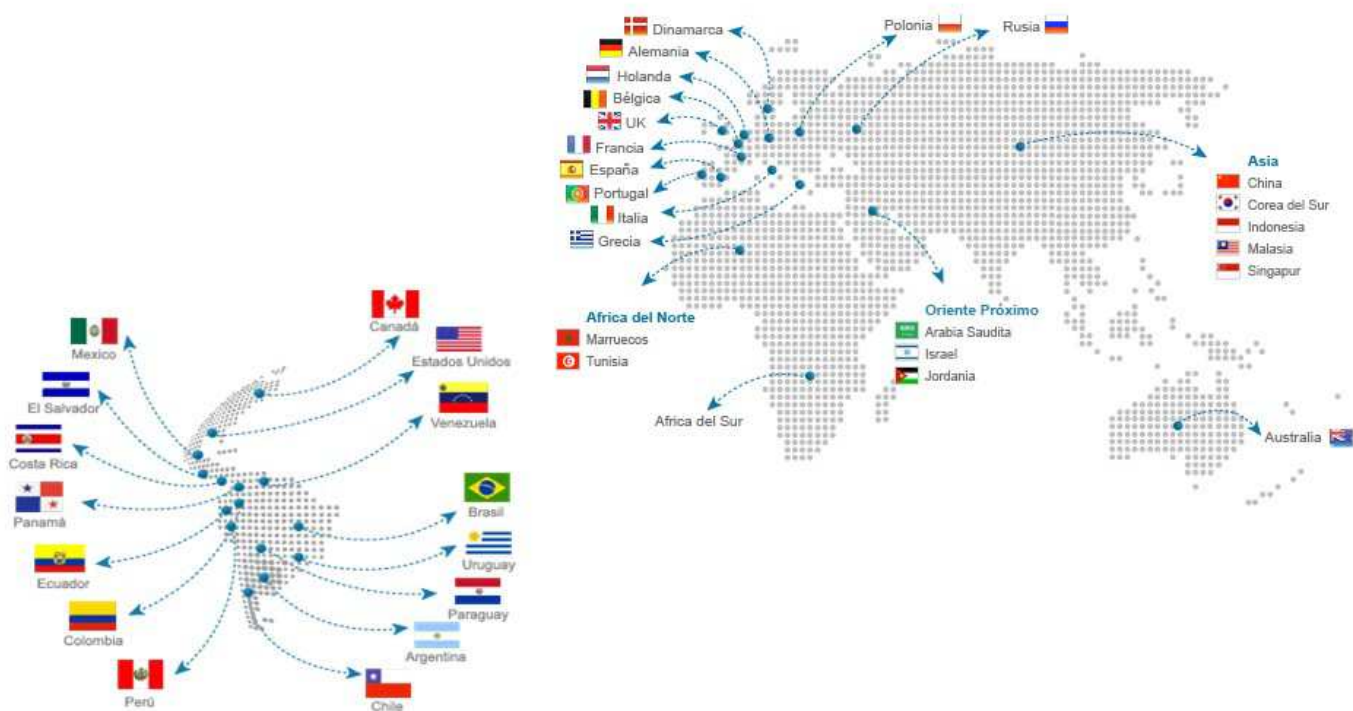 Dinamarca
Polonia
Rusia
Alemania
Holanda
Bélgica
UK
Francia
España
Portugal
Italia
Grecia
Asia
China
Corea del Sur
Indonesia
Malasia
Singapur
Africa del Norte
Marruecos
Tunisia
Oriente Próximo
Arabia Saudita
Israel
Jordania
Africa del Sur
Australia
Canadá
Mexico
Estados Unidos
El Salvador
Venezuela
Costa Rica
Panamá
Brasil
Ecuador
Uruguay
Colombia
Paraguay
Argentina
Perú
Chile